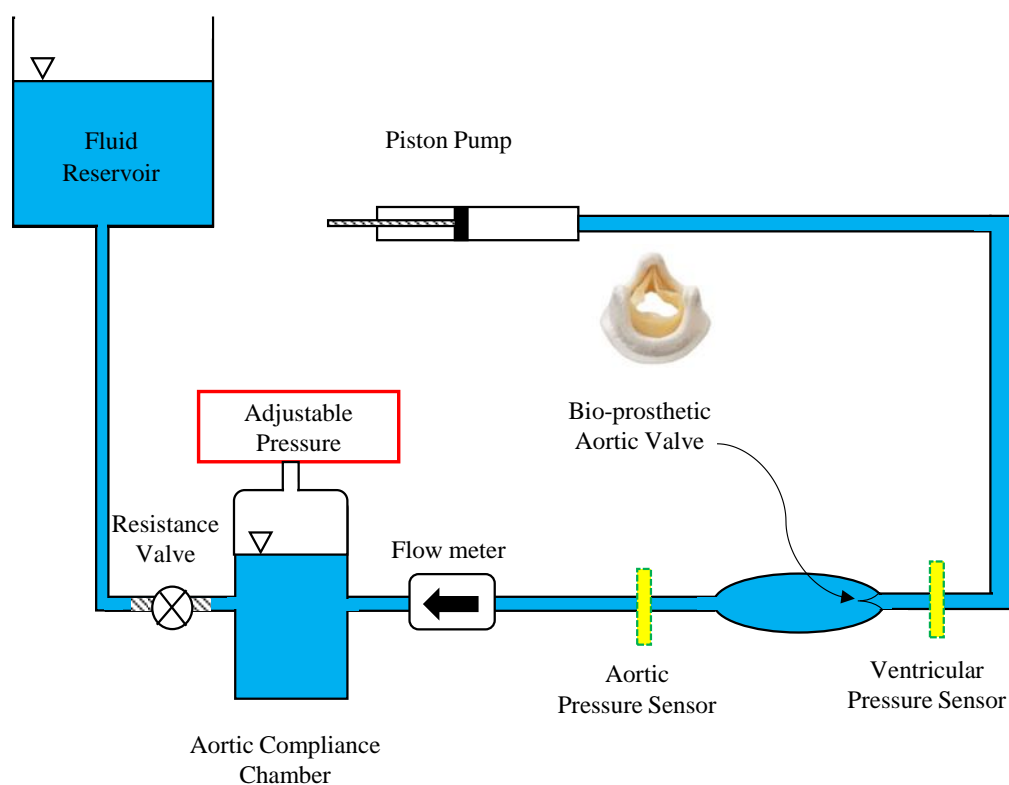 Fluid
Reservoir
Piston Pump
Adjustable
Pressure
Bio-prosthetic
Aortic Valve
Resistance
Valve
Flow meter
Aortic
Pressure Sensor
Ventricular
Pressure Sensor
Aortic Compliance
Chamber